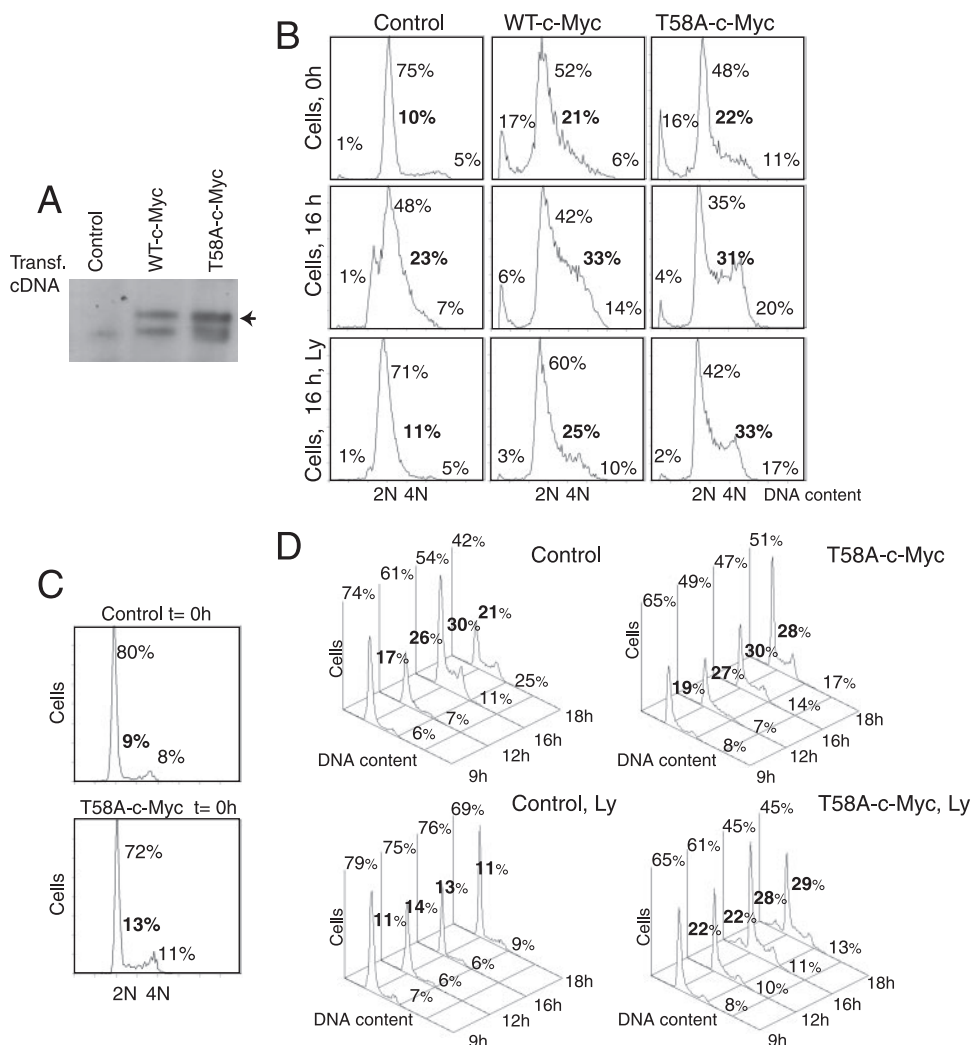 A
Transf.
cDNA
Control
WT-c-Myc
T58A-c-Myc
B
Control
WT-c-Myc
T58A-c-Myc
Cells, 0h
75%
10%
1%
5%
52%
17%
21%
6%
48%
16%
22%
11%
Cells, 16 h
48%
23%
1%
7%
42%
33%
6%
14%
35%
31%
4%
20%
Cells, 16 h, Ly
71%
11%
1%
5%
60%
25%
3%
10%
42%
33%
2%
17%
2N 4N
2N 4N
2N 4N
DNA content
C
Control t= 0h
Cells
80%
9%
8%
T58A-c-Myc t= 0h
Cells
72%
13%
11%
2N 4N
D
Control
Cells
74%
61%
54%
42%
17%
26%
30%
21%
6%
7%
11%
25%
DNA content
9h
12h
16h
18h
T58A-c-Myc
Cells
65%
49%
47%
51%
19%
27%
30%
28%
8%
7%
14%
17%
DNA content
9h
12h
16h
18h
Control, Ly
Cells
79%
75%
76%
69%
11%
14%
13%
11%
7%
6%
6%
9%
DNA content
9h
12h
16h
18h
T58A-c-Myc, Ly
Cells
65%
61%
45%
45%
22%
22%
28%
29%
8%
10%
11%
13%
DNA content
9h
12h
16h
18h